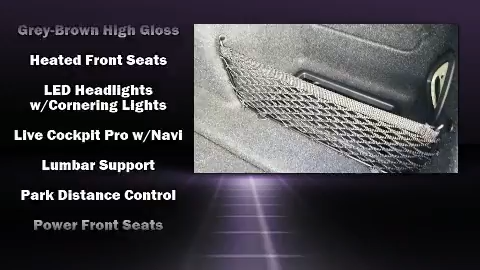 Grey-Brown High Gloss
Heated Front Seats
LED Headlights
w/Cornering Lights
Live Cockpit Pro w/Navi
Lumbar Support
Park Distance Control
Power Front Seats